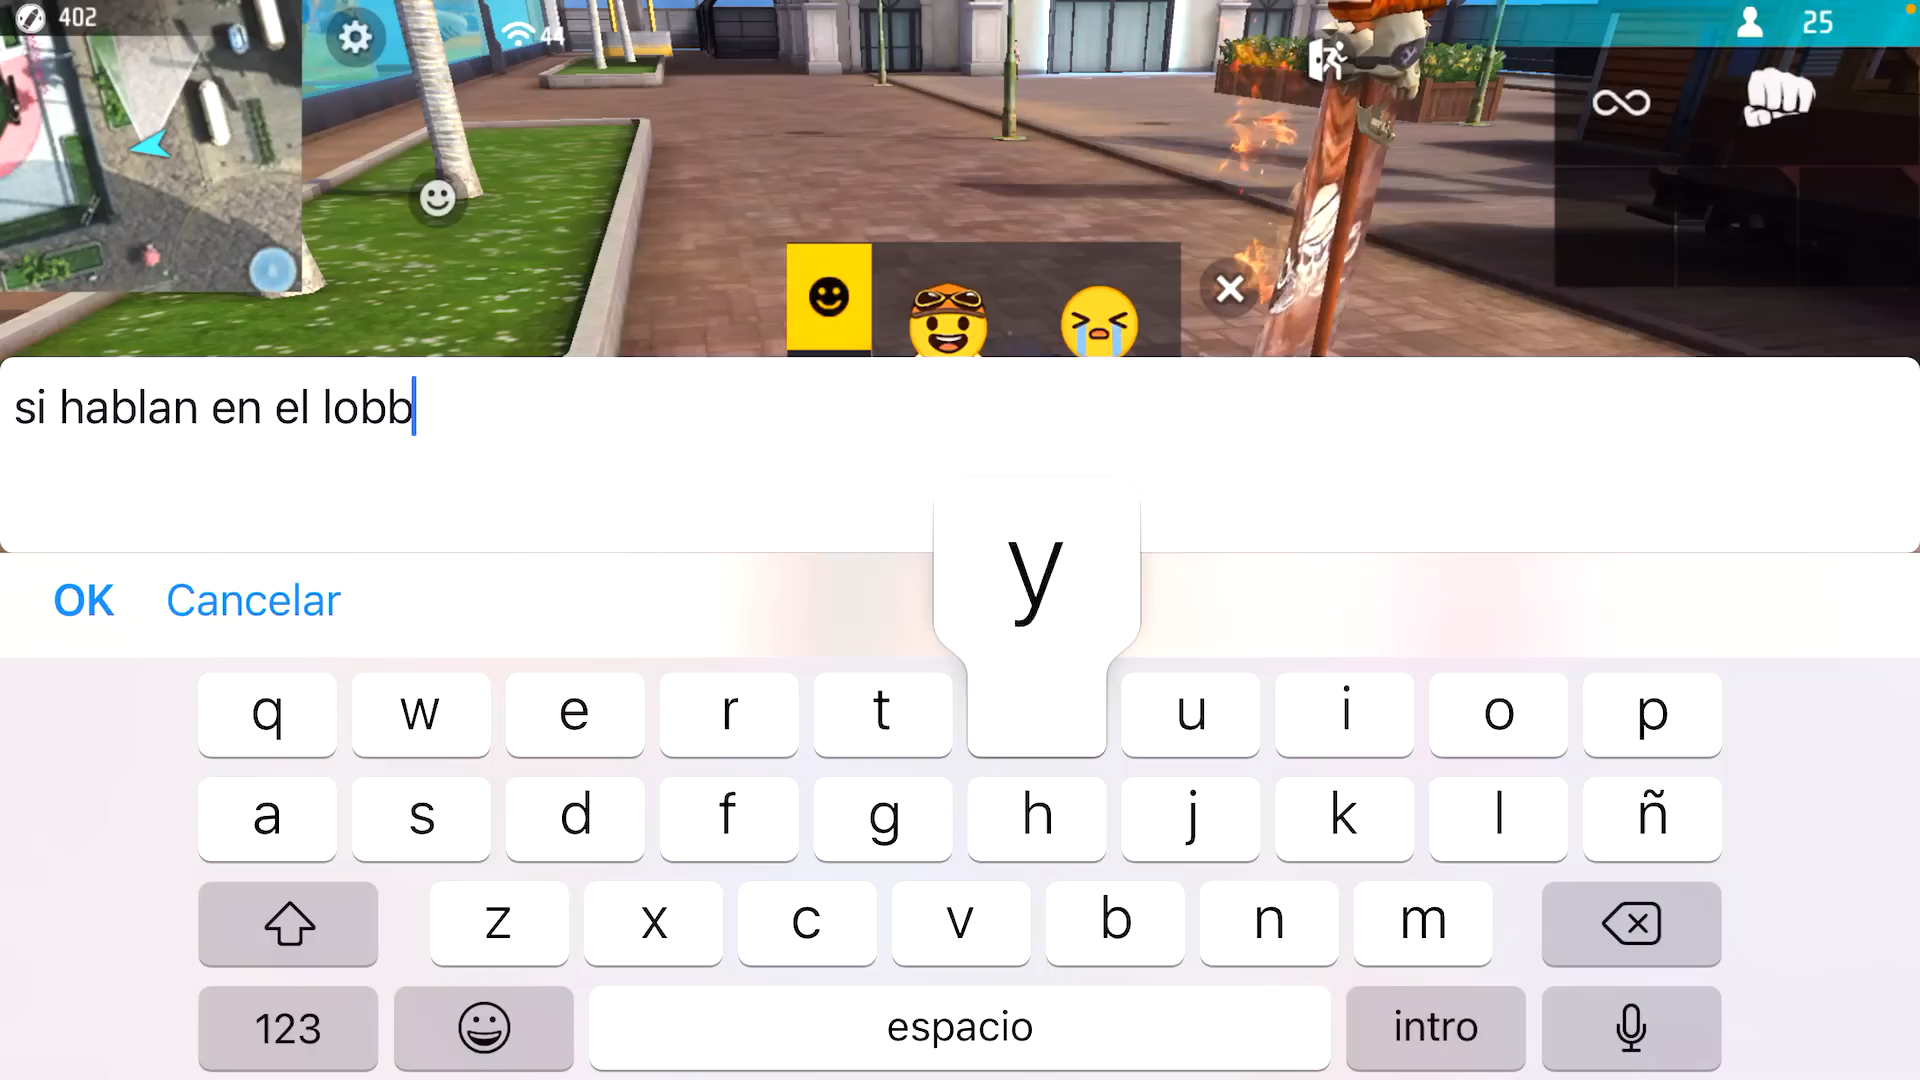 402
44
25
si hablan en el lobb
y
OK Cancelar
q w e r t u i o p
a s d f g h j k l ñ
z x c v b n m
123 espacio intro